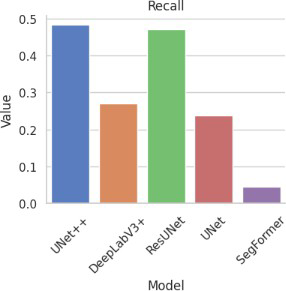 Recall
0.5
0.4
0.3
0.2
0.1
0.0
Value
UNet++
DeepLabV3+
ResUNet
UNet
SegFormer
Model